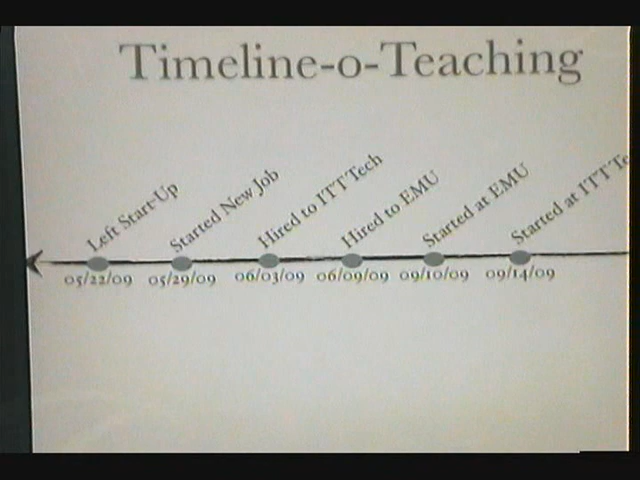 Timeline-o-Teaching
Left Start-Up
Started New Job
Hired to ITT Tech
Hired to EMU
Started at EMU
Started at ITT Te
05/22/09
05/29/09
06/03/09
06/09/09
09/10/09
09/14/09